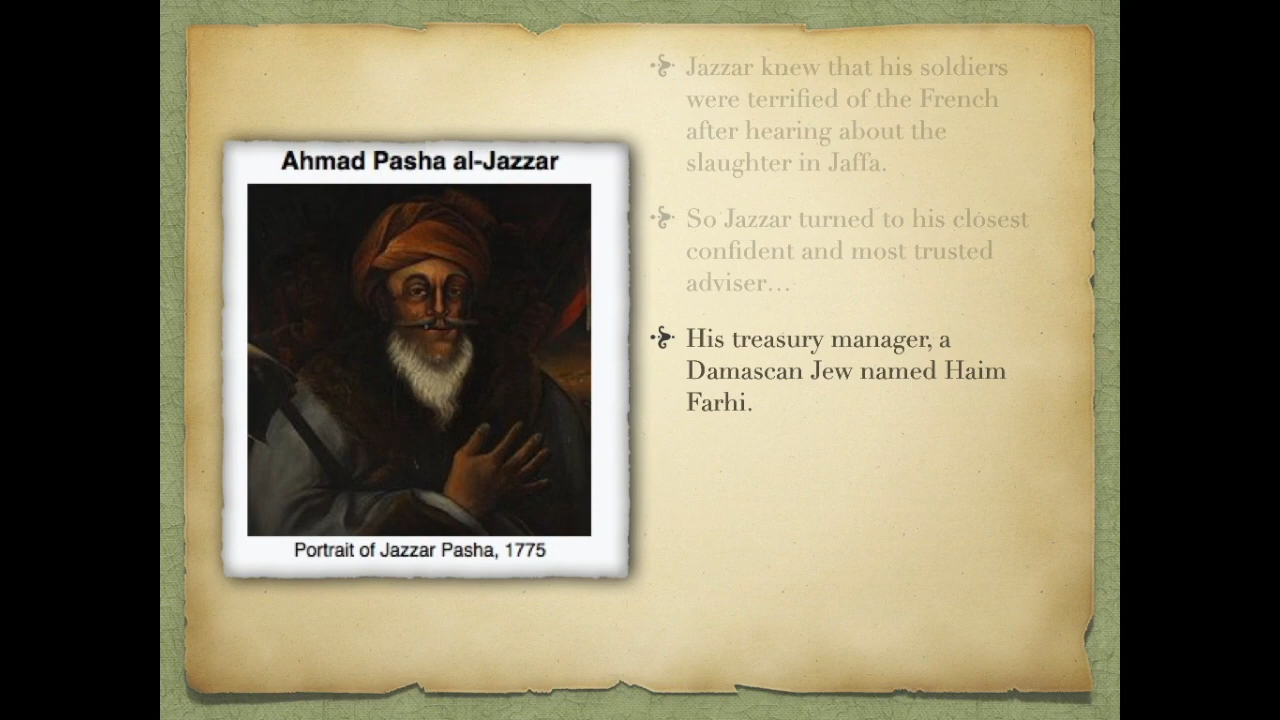 Ahmad Pasha al-Jazzar
Portrait of Jazzar Pasha, 1775
Jazzar knew that his soldiers
were terrified of the French
after hearing about the
slaughter in Jaffa.
So Jazzar turned to his closest
confident and most trusted
adviser…
His treasury manager, a
Damascan Jew named Haim
Farhi.